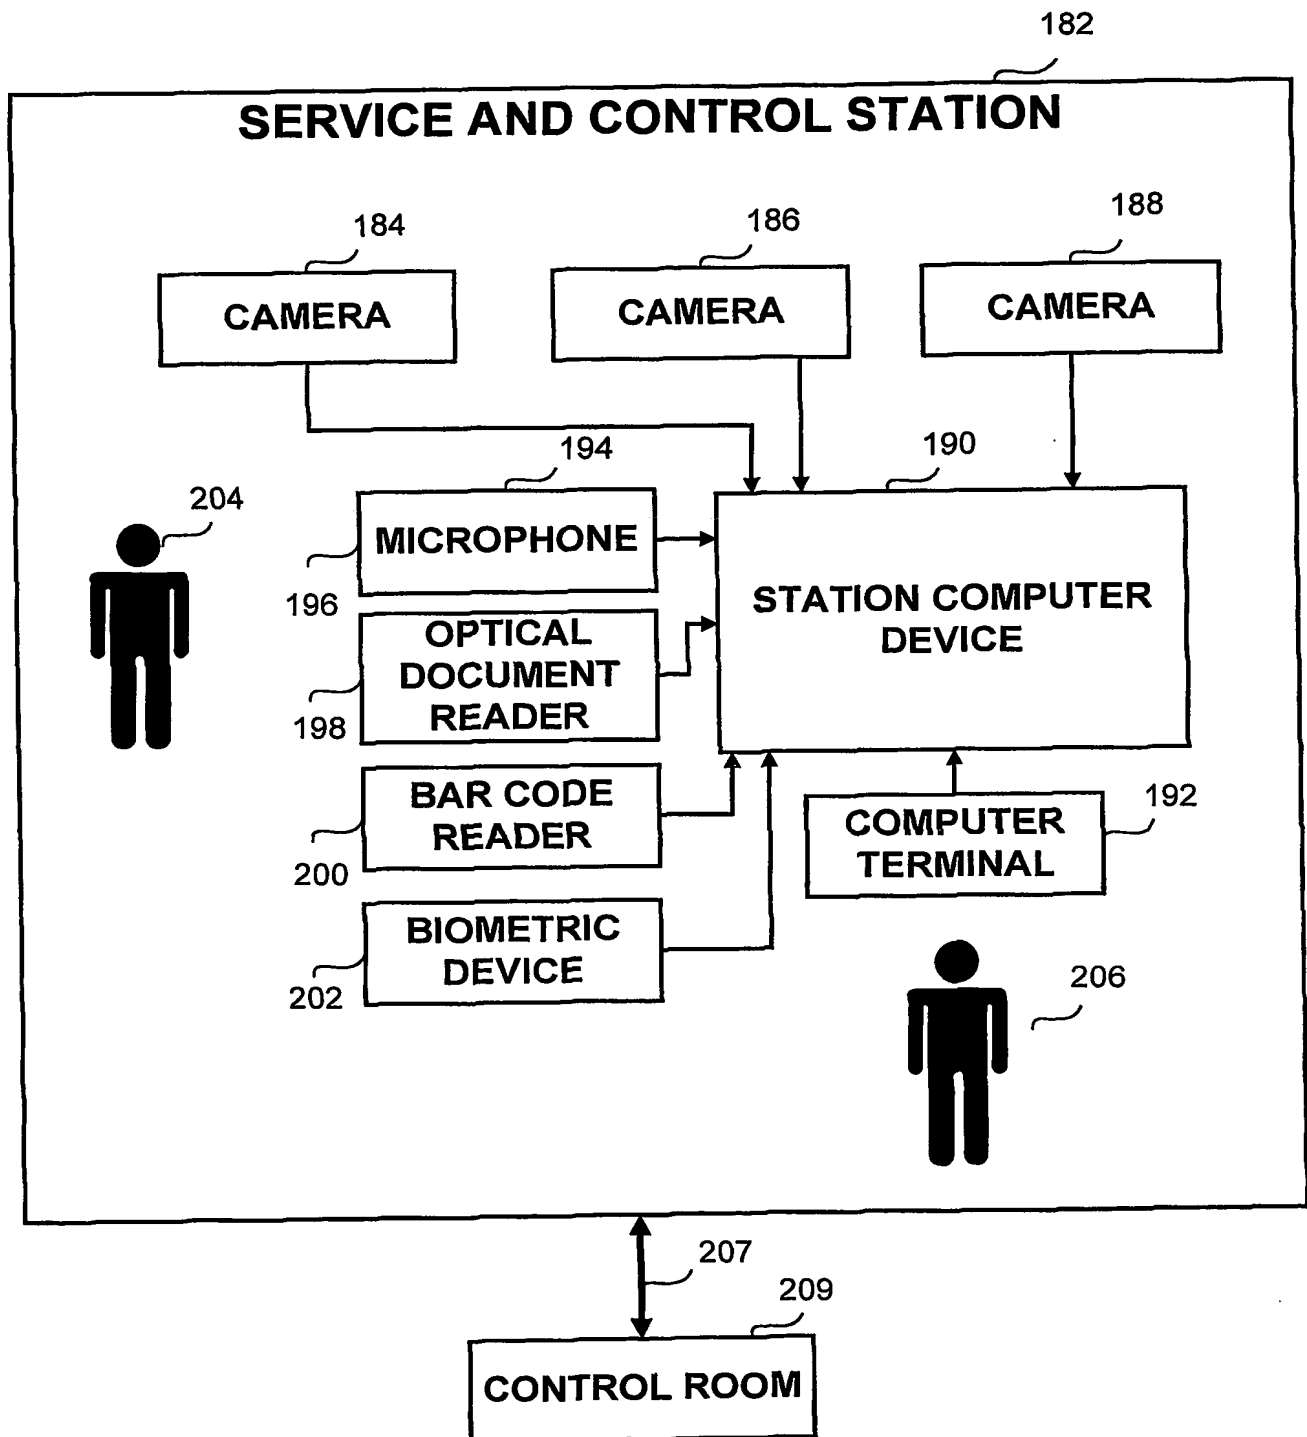 182
SERVICE AND CONTROL STATION
184
186
188
CAMERA
CAMERA
CAMERA
194
190
204
MICROPHONE
196
STATION COMPUTER
DEVICE
OPTICAL
DOCUMENT
READER
198
BAR CODE
READER
200
COMPUTER
TERMINAL
192
BIOMETRIC
DEVICE
202
206
207
209
CONTROL ROOM